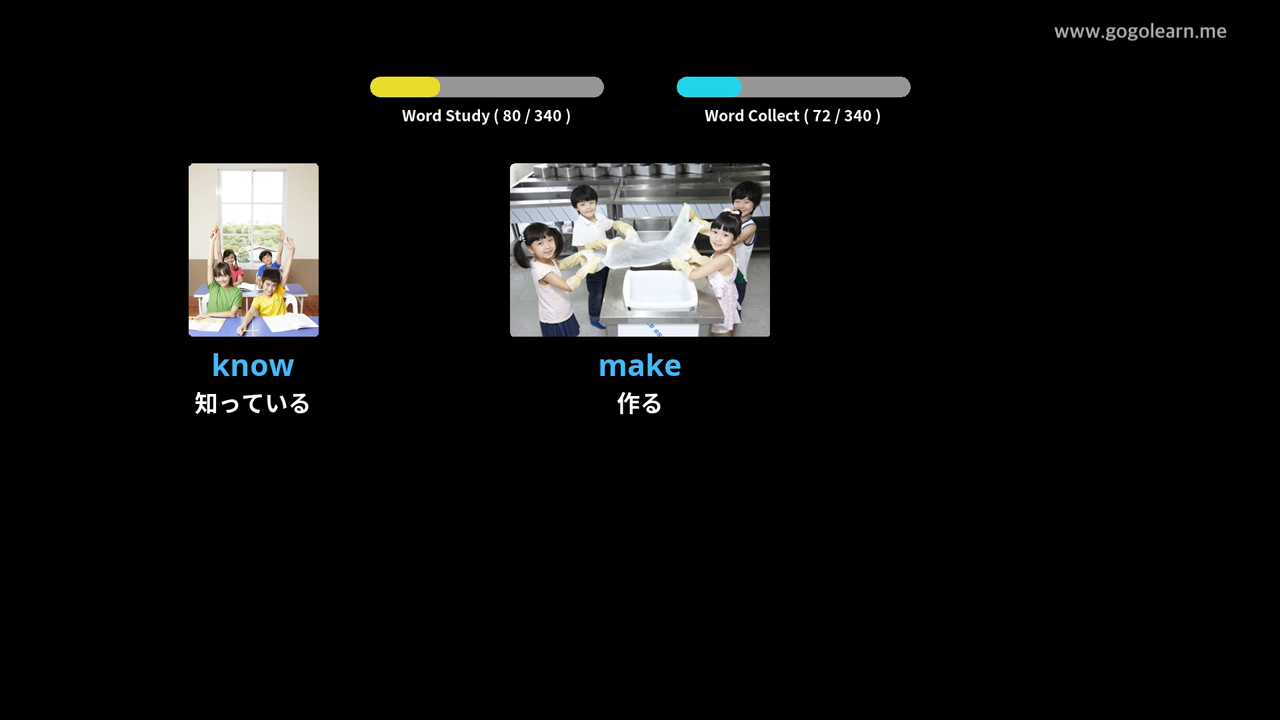 www.gogolearn.me
Word Study ( 80 / 340 )
Word Collect ( 72 / 340 )
know
知っている
make
作る